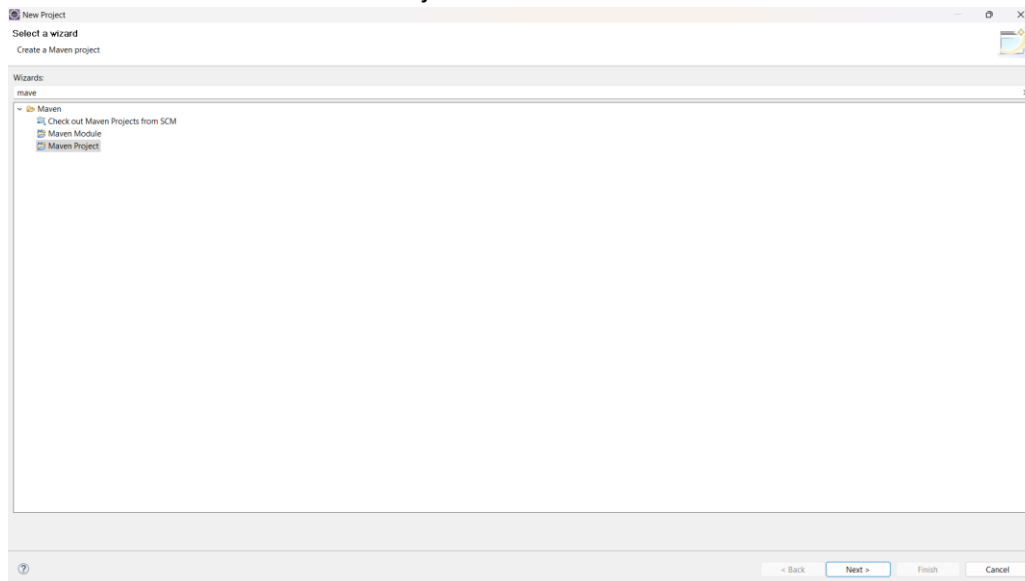 New Project
Select a wizard
Create a Maven project
Wizards:
mave
Maven
Check out Maven Projects from SCM
Maven Module
Maven Project
< Back Next > Finish Cancel